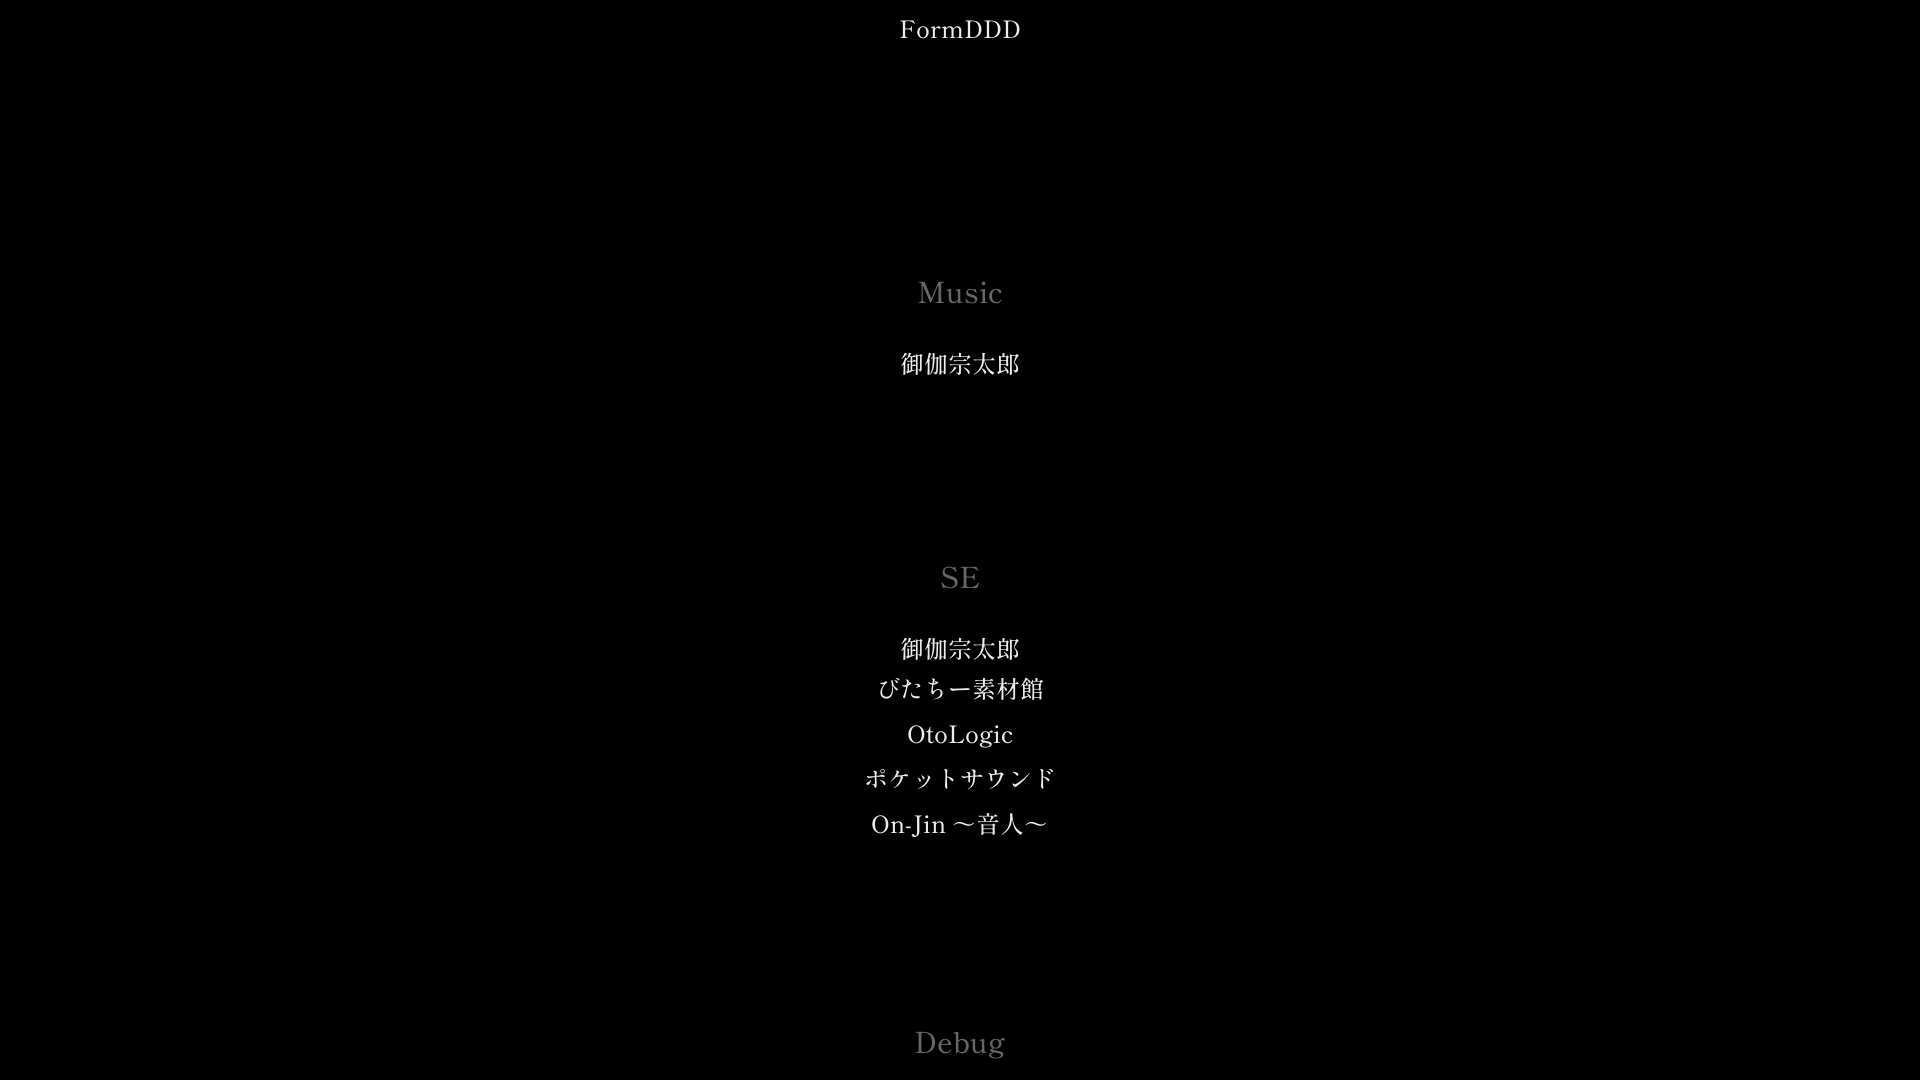 FormDDD
Music
御伽宗太郎
SE
御伽宗太郎
びたちー素材館
OtoLogic
ポケットサウンド
On-Jin ～音人～
Debug